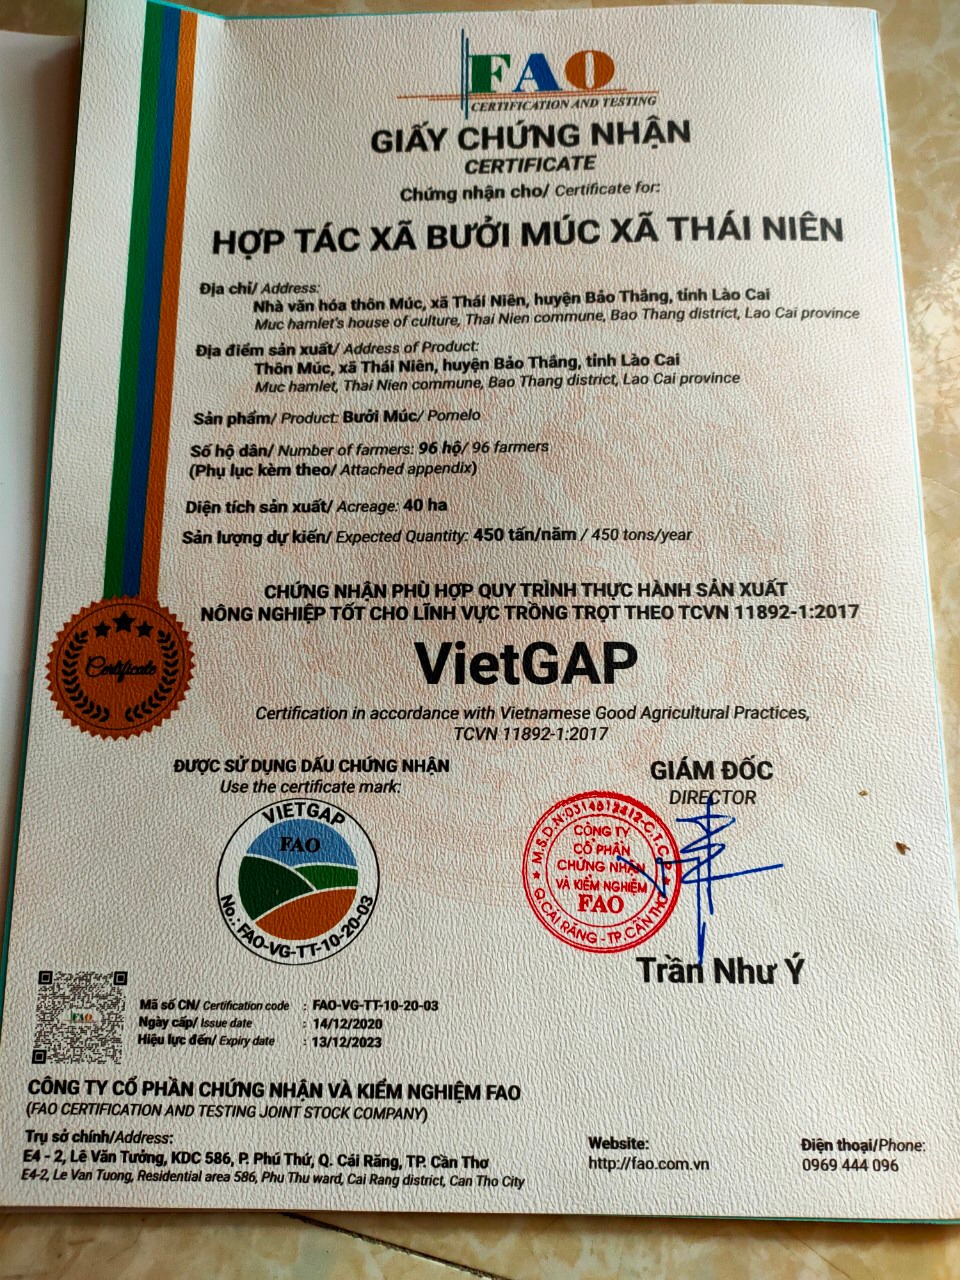 FAO
CERTIFICATION AND TESTING
GIẤY CHỨNG NHẬN
CERTIFICATE
Chứng nhận cho/ Certificate for:
HỢP TÁC XÃ BƯỞI MÚC XÃ THÁI NIÊN
Địa chỉ/ Address:
Nhà văn hóa thôn Múc, xã Thái Niên, huyện Bảo Thắng, tỉnh Lào Cai
Muc hamlet's house of culture, Thai Nien commune, Bao Thang district, Lao Cai province
Địa điểm sản xuất/ Address of Product:
Thôn Múc, xã Thái Niên, huyện Bảo Thắng, tỉnh Lào Cai
Muc hamlet, Thai Nien commune, Bao Thang district, Lao Cai province
Sản phẩm/ Product: Bưởi Múc/ Pomelo
Số hộ dân/ Number of farmers: 96 hộ/ 96 farmers
(Phụ lục kèm theo/ Attached appendix)
Diện tích sản xuất/ Acreage: 40 ha
Sản lượng dự kiến/ Expected Quantity: 450 tấn/năm / 450 tons/year
CHỨNG NHẬN PHÙ HỢP QUY TRÌNH THỰC HÀNH SẢN XUẤT
NÔNG NGHIỆP TỐT CHO LĨNH VỰC TRỒNG TRỌT THEO TCVN 11892-1:2017
Certificate
VietGAP
Certification in accordance with Vietnamese Good Agricultural Practices,
TCVN 11892-1:2017
ĐƯỢC SỬ DỤNG DẤU CHỨNG NHẬN
Use the certificate mark:
VIETGAP
FAO
No.: FAO-VG-TT-10-20-03
GIÁM ĐỐC
DIRECTOR
M.S.D.N:0314812412-C.T.C.P
CÔNG TY
CỔ PHẦN
CHỨNG NHẬN
VÀ KIỂM NGHIỆM
FAO
Q.CÁI RĂNG - TP.CẦN THƠ
Trần Như Ý
FAO
Mã số CN/ Certification code : FAO-VG-TT-10-20-03
Ngày cấp/ Issue date : 14/12/2020
Hiệu lực đến/ Expiry date : 13/12/2023
CÔNG TY CỔ PHẦN CHỨNG NHẬN VÀ KIỂM NGHIỆM FAO
(FAO CERTIFICATION AND TESTING JOINT STOCK COMPANY)
Trụ sở chính/Address:
E4 - 2, Lê Văn Tưởng, KDC 586, P. Phú Thứ, Q. Cái Răng, TP. Cần Thơ
E4-2, Le Van Tuong, Residential area 586, Phu Thu ward, Cai Rang district, Can Tho City
Website:
http://fao.com.vn
Điện thoại/Phone:
0969 444 096